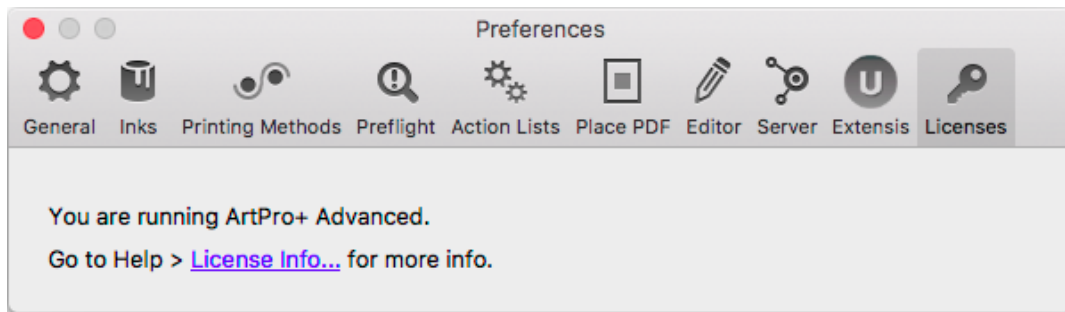 Preferences
General Inks Printing Methods Preflight Action Lists Place PDF Editor Server Extensis Licenses
You are running ArtPro+ Advanced.
Go to Help > License Info... for more info.